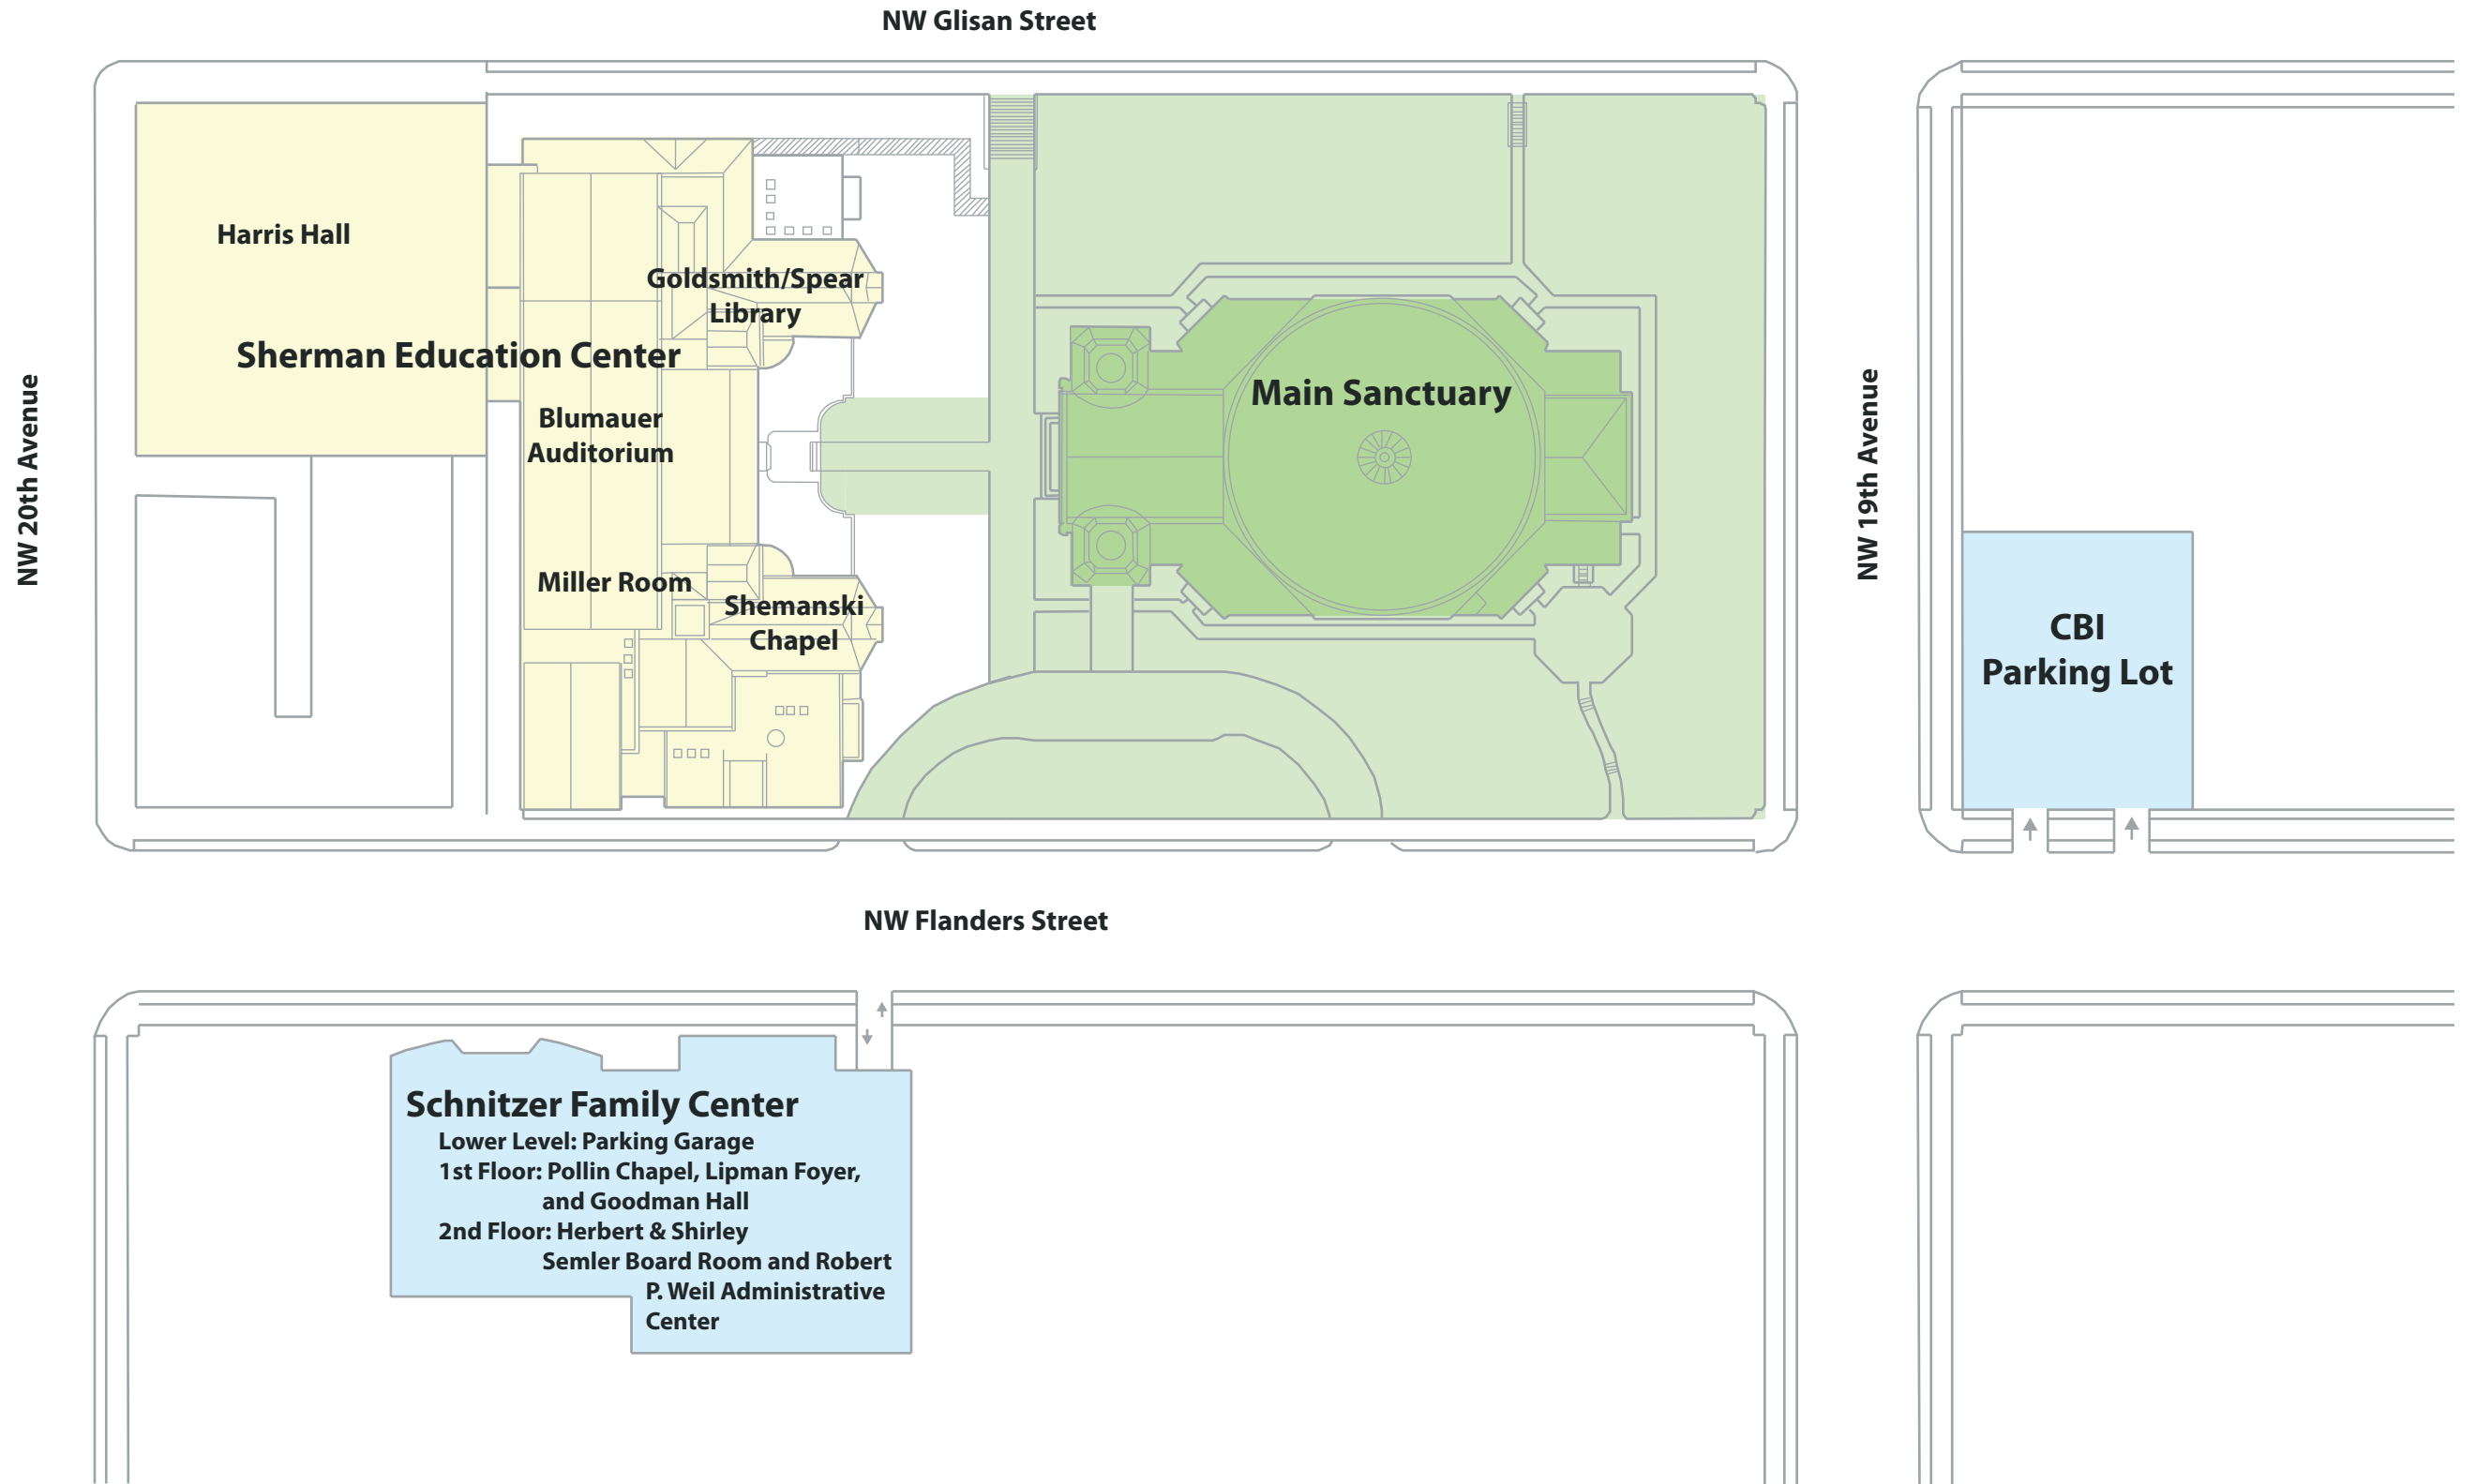 NW Glisan Street
Harris Hall
Goldsmith/Spear
Library
Sherman Education Center
Blumauer
Auditorium
Miller Room
Shemanski
Chapel
Main Sanctuary
NW 20th Avenue
NW 19th Avenue
CBI
Parking Lot
NW Flanders Street
Schnitzer Family Center
Lower Level: Parking Garage
1st Floor: Pollin Chapel, Lipman Foyer,
and Goodman Hall
2nd Floor: Herbert & Shirley
Semler Board Room and Robert
P. Weil Administrative
Center